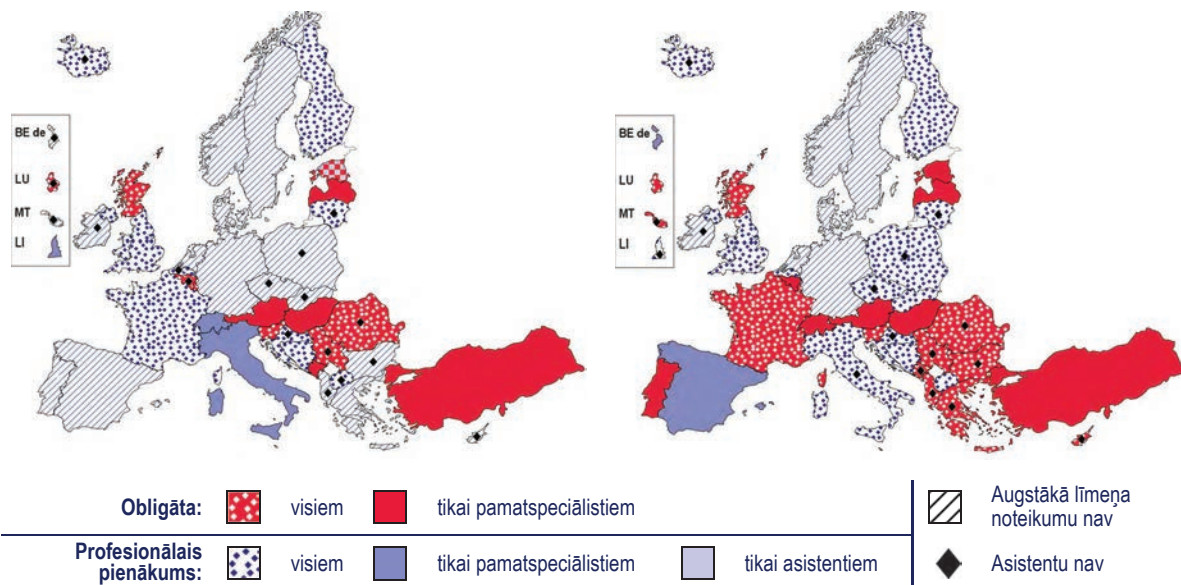 BE de
LU
MT
LI
BE de
LU
MT
LI
Obligāta: visiem tikai pamatspeciālistiem
Augstākā līmeņa
noteikumu nav
Profesionālais
pienākums: visiem tikai pamatspeciālistiem tikai asistentiem
Asistentu nav